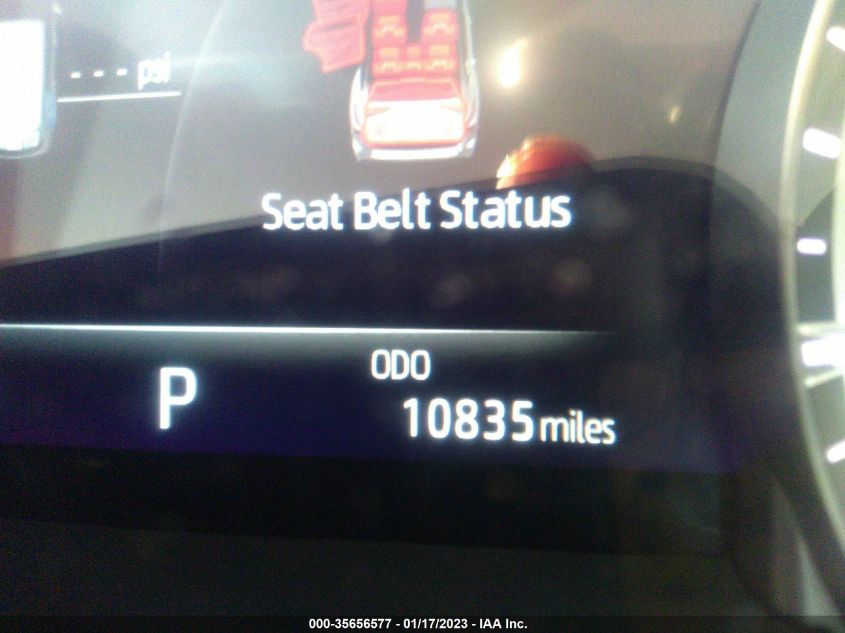 --- psi
Seat Belt Status
ODO
P
10835 miles
000-35656577 - 01/17/2023 - IAA Inc.